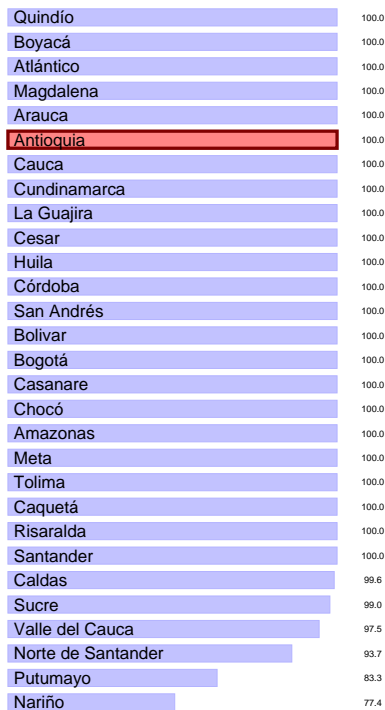 Quindío 100.0
Boyacá 100.0
Atlántico 100.0
Magdalena 100.0
Arauca 100.0
Antioquia 100.0
Cauca 100.0
Cundinamarca 100.0
La Guajira 100.0
Cesar 100.0
Huila 100.0
Córdoba 100.0
San Andrés 100.0
Bolivar 100.0
Bogotá 100.0
Casanare 100.0
Chocó 100.0
Amazonas 100.0
Meta 100.0
Tolima 100.0
Caquetá 100.0
Risaralda 100.0
Santander 100.0
Caldas 99.6
Sucre 99.0
Valle del Cauca 97.5
Norte de Santander 93.7
Putumayo 83.3
Nariño 77.4